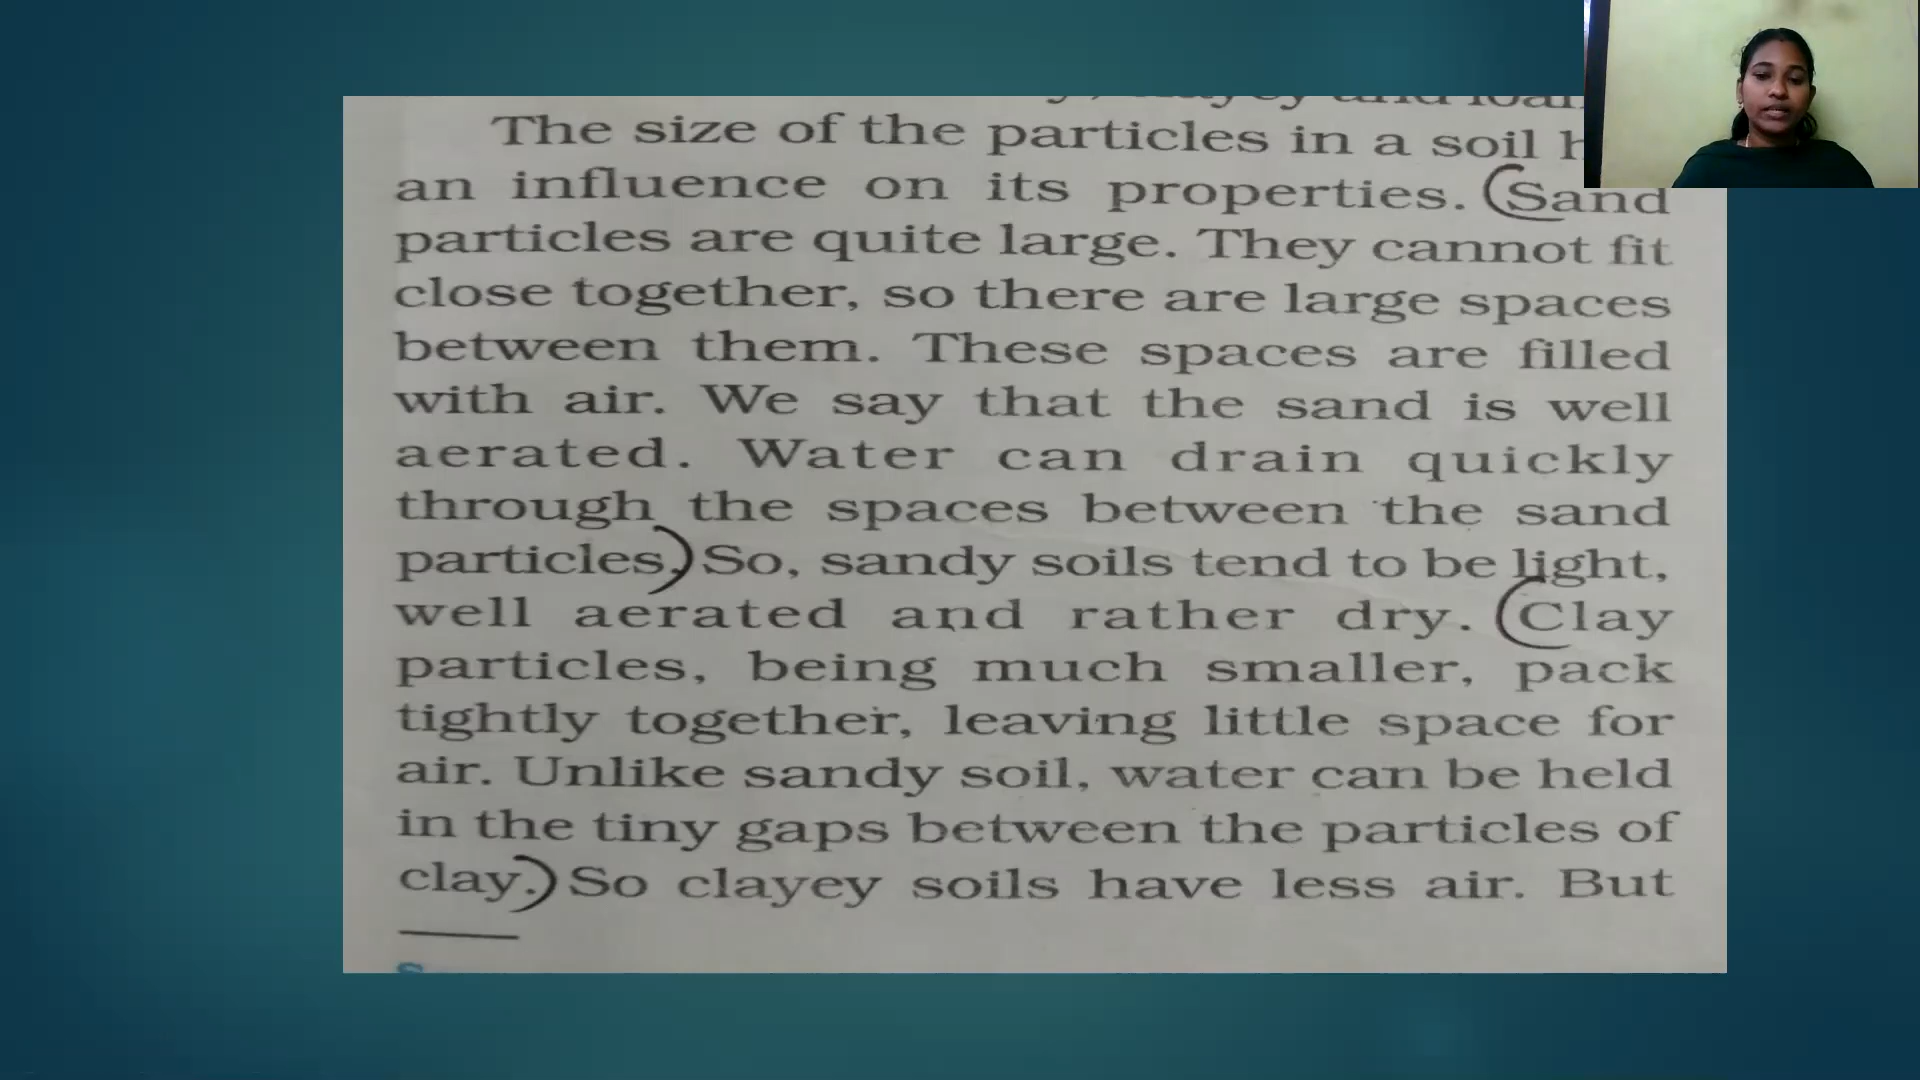 The size of the particles in a soil
an influence on its properties. (Sand
particles are quite large. They cannot fit
close together, so there are large spaces
between them. These spaces are filled
with air. We say that the sand is well
aerated. Water can drain quickly
through the spaces between the sand
particles.) So, sandy soils tend to be light,
well aerated and rather dry. (Clay
particles, being much smaller, pack
tightly together, leaving little space for
air. Unlike sandy soil, water can be held
in the tiny gaps between the particles of
clay.) So clayey soils have less air. But